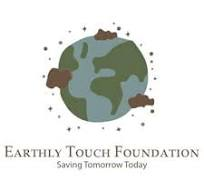 EARTHLY TOUCH FOUNDATION
Saving Tomorrow Today